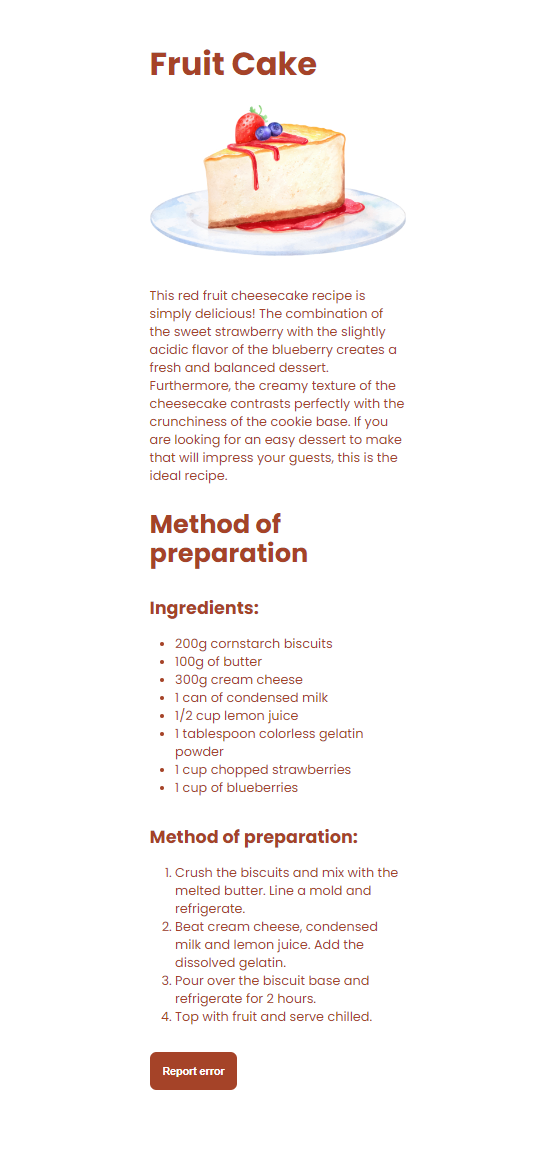 Fruit Cake
This red fruit cheesecake recipe is
simply delicious! The combination of
the sweet strawberry with the slightly
acidic flavor of the blueberry creates a
fresh and balanced dessert.
Furthermore, the creamy texture of the
cheesecake contrasts perfectly with the
crunchiness of the cookie base. If you
are looking for an easy dessert to make
that will impress your guests, this is the
ideal recipe.
Method of
preparation
Ingredients:
• 200g cornstarch biscuits
• 100g of butter
• 300g cream cheese
• 1 can of condensed milk
• 1/2 cup lemon juice
• 1 tablespoon colorless gelatin
powder
• 1 cup chopped strawberries
• 1 cup of blueberries
Method of preparation:
1. Crush the biscuits and mix with the
melted butter. Line a mold and
refrigerate.
2. Beat cream cheese, condensed
milk and lemon juice. Add the
dissolved gelatin.
3. Pour over the biscuit base and
refrigerate for 2 hours.
4. Top with fruit and serve chilled.
Report error